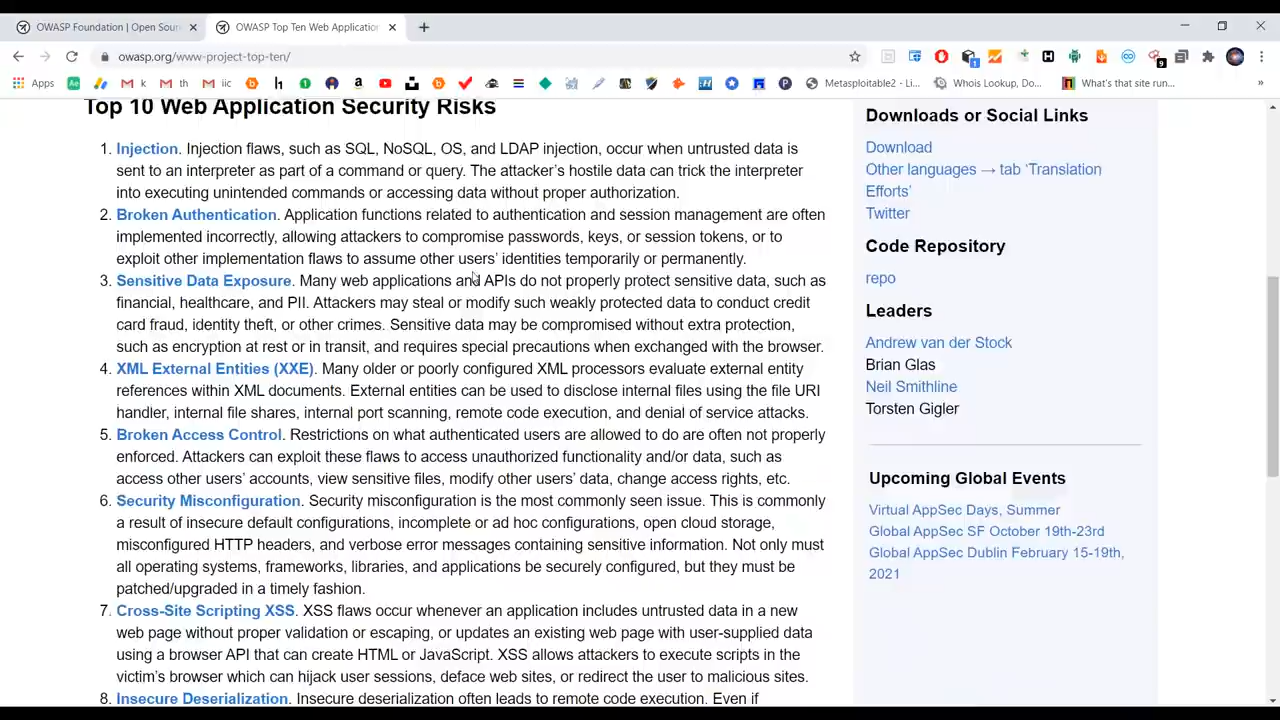 OWASP Foundation | Open Sour
OWASP Top Ten Web Application
owasp.org/www-project-top-ten/
Apps
k
th
iic
Metasploitable2 - Li...
Whois Lookup, Do...
What's that site run...
Top 10 Web Application Security Risks
1. Injection. Injection flaws, such as SQL, NoSQL, OS, and LDAP injection, occur when untrusted data is
sent to an interpreter as part of a command or query. The attacker's hostile data can trick the interpreter
into executing unintended commands or accessing data without proper authorization.
2. Broken Authentication. Application functions related to authentication and session management are often
implemented incorrectly, allowing attackers to compromise passwords, keys, or session tokens, or to
exploit other implementation flaws to assume other users' identities temporarily or permanently.
3. Sensitive Data Exposure. Many web applications and APIs do not properly protect sensitive data, such as
financial, healthcare, and PII. Attackers may steal or modify such weakly protected data to conduct credit
card fraud, identity theft, or other crimes. Sensitive data may be compromised without extra protection,
such as encryption at rest or in transit, and requires special precautions when exchanged with the browser.
4. XML External Entities (XXE). Many older or poorly configured XML processors evaluate external entity
references within XML documents. External entities can be used to disclose internal files using the file URI
handler, internal file shares, internal port scanning, remote code execution, and denial of service attacks.
5. Broken Access Control. Restrictions on what authenticated users are allowed to do are often not properly
enforced. Attackers can exploit these flaws to access unauthorized functionality and/or data, such as
access other users' accounts, view sensitive files, modify other users' data, change access rights, etc.
6. Security Misconfiguration. Security misconfiguration is the most commonly seen issue. This is commonly
a result of insecure default configurations, incomplete or ad hoc configurations, open cloud storage,
misconfigured HTTP headers, and verbose error messages containing sensitive information. Not only must
all operating systems, frameworks, libraries, and applications be securely configured, but they must be
patched/upgraded in a timely fashion.
7. Cross-Site Scripting XSS. XSS flaws occur whenever an application includes untrusted data in a new
web page without proper validation or escaping, or updates an existing web page with user-supplied data
using a browser API that can create HTML or JavaScript. XSS allows attackers to execute scripts in the
victim's browser which can hijack user sessions, deface web sites, or redirect the user to malicious sites.
8. Insecure Deserialization. Insecure deserialization often leads to remote code execution. Even if
Downloads or Social Links
Download
Other languages → tab 'Translation
Efforts'
Twitter
Code Repository
repo
Leaders
Andrew van der Stock
Brian Glas
Neil Smithline
Torsten Gigler
Upcoming Global Events
Virtual AppSec Days, Summer
Global AppSec SF October 19th-23rd
Global AppSec Dublin February 15-19th,
2021